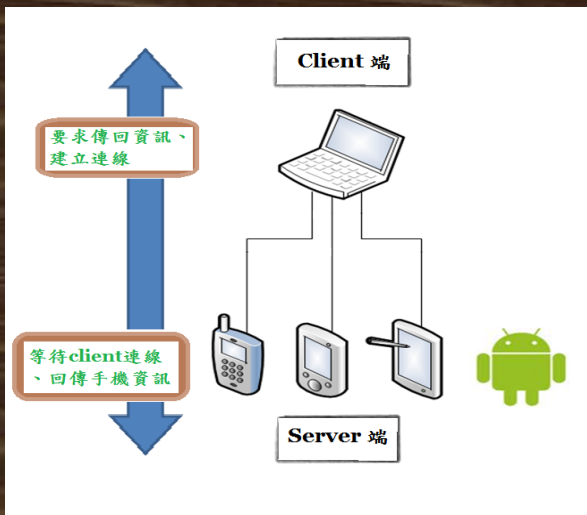 Client 端
要求傳回資訊、
建立連線
等待client連線
、回傳手機資訊
Server 端